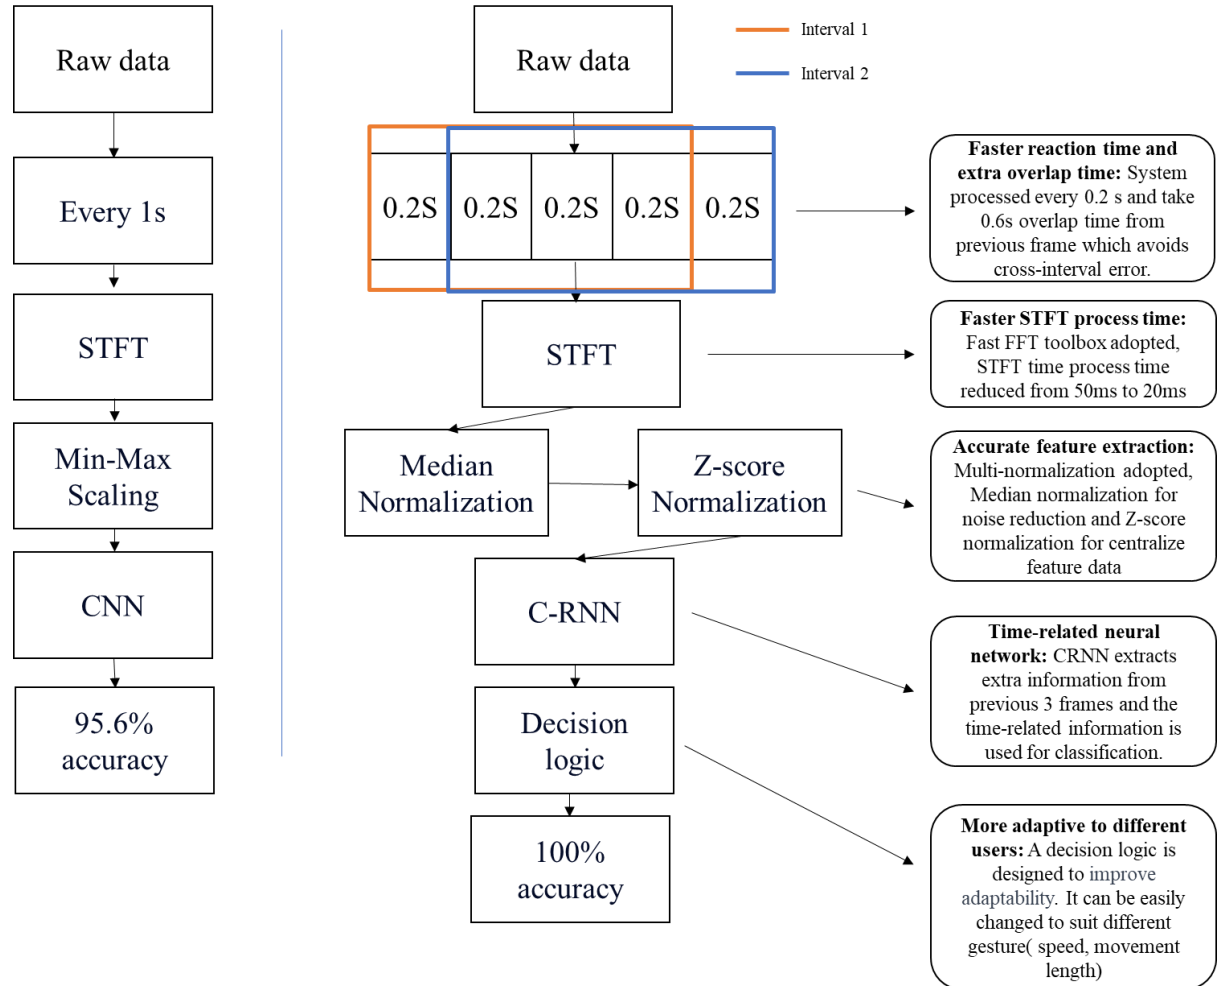 Raw data
Every 1s
STFT
Min-Max
Scaling
CNN
95.6%
accuracy
Interval 1
Interval 2
Raw data
0.2S 0.2S 0.2S 0.2S 0.2S
STFT
Median
Normalization
Z-score
Normalization
C-RNN
Decision
logic
100%
accuracy
Faster reaction time and
extra overlap time: System
processed every 0.2 s and take
0.6s overlap time from
previous frame which avoids
cross-interval error.
Faster STFT process time:
Fast FFT toolbox adopted,
STFT time process time
reduced from 50ms to 20ms
Accurate feature extraction:
Multi-normalization adopted,
Median normalization for
noise reduction and Z-score
normalization for centralize
feature data
Time-related neural
network: CRNN extracts
extra information from
previous 3 frames and the
time-related information is
used for classification.
More adaptive to different
users: A decision logic is
designed to improve
adaptability. It can be easily
changed to suit different
gesture( speed, movement
length)